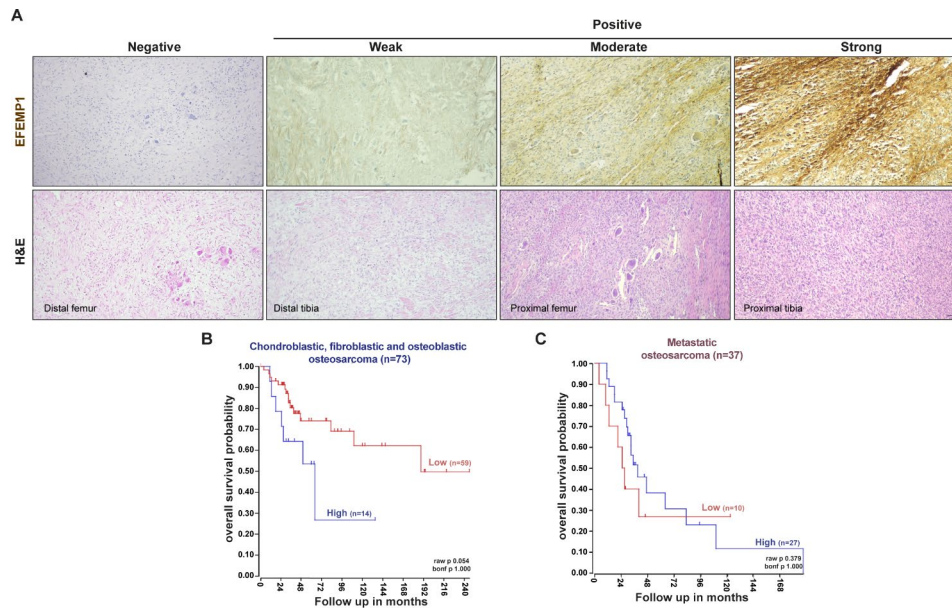 A
Positive
Negative
Weak
Moderate
Strong
EFEMP1
H&E
Distal femur
Distal tibia
Proximal femur
Proximal tibia
B
Chondroblastic, fibroblastic and osteoblastic
osteosarcoma (n=73)
overall survival probability
1.00
0.90
0.80
0.70
0.60
0.50
0.40
0.30
0.20
0.10
0.00
Low (n=59)
High (n=14)
raw p 0.054
bonf p 1.000
0 24 48 72 96 120 144 168 192 216 240
Follow up in months
C
Metastatic
osteosarcoma (n=37)
overall survival probability
1.00
0.90
0.80
0.70
0.60
0.50
0.40
0.30
0.20
0.10
0.00
Low (n=10)
High (n=27)
raw p 0.379
bonf p 1.000
0 24 48 72 96 120 144 168
Follow up in months